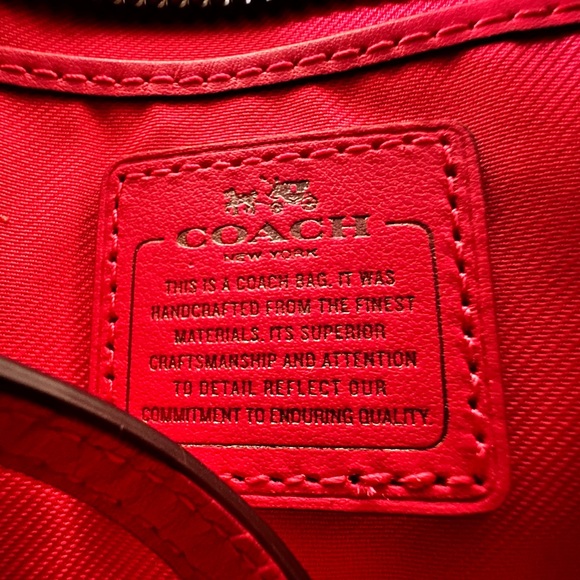 COACH
NEW YORK
THIS IS A COACH BAG. IT WAS
HANDCRAFTED FROM THE FINEST
MATERIALS. ITS SUPERIOR
CRAFTSMANSHIP AND ATTENTION
TO DETAIL REFLECT OUR
COMMITMENT TO ENDURING QUALITY.